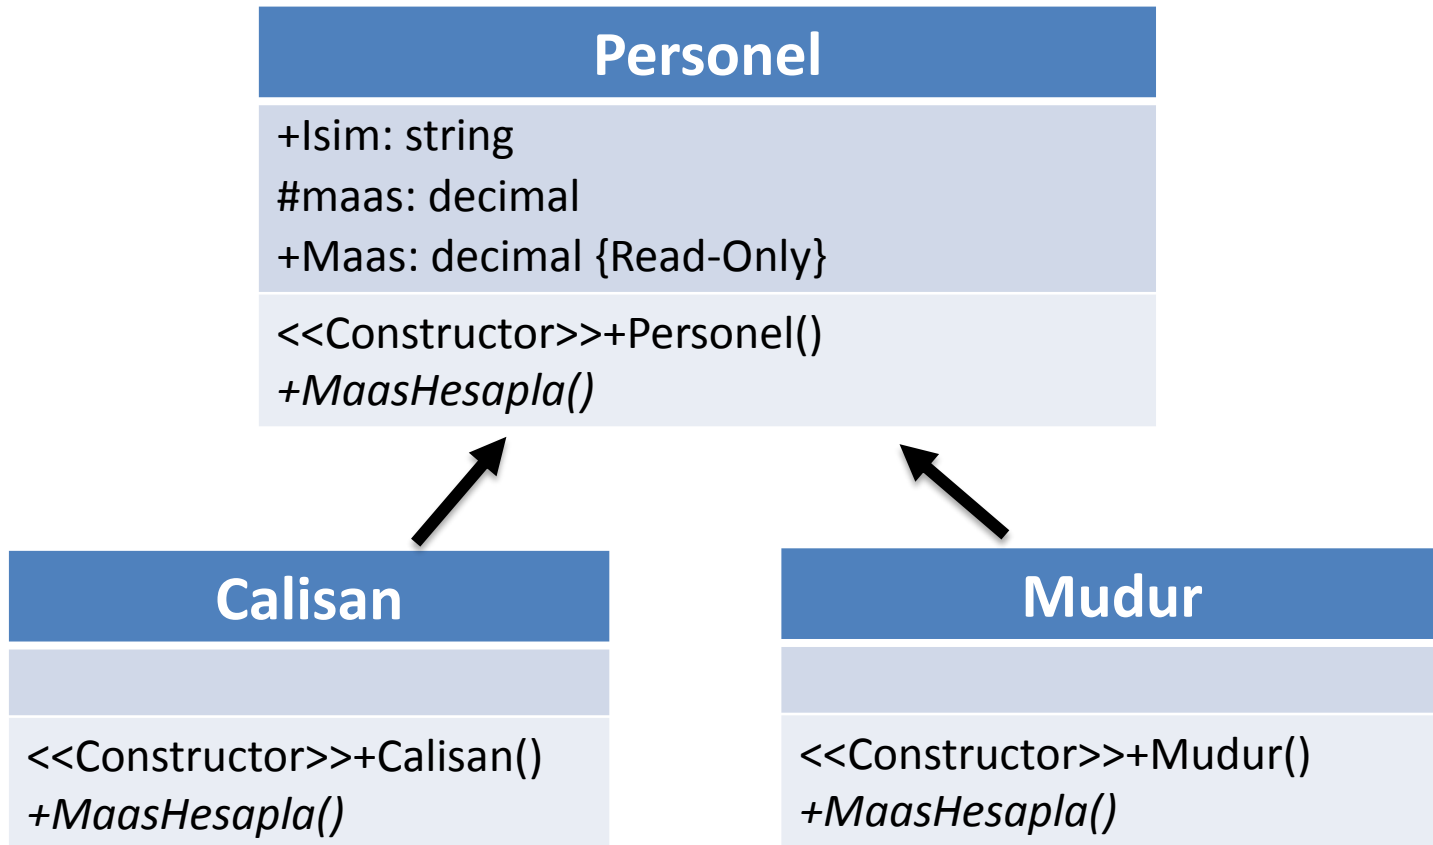 Personel
+Isim: string
#maas: decimal
+Maas: decimal {Read-Only}
<<Constructor>>+Personel()
+MaasHesapla()
Calisan
<<Constructor>>+Calisan()
+MaasHesapla()
Mudur
<<Constructor>>+Mudur()
+MaasHesapla()